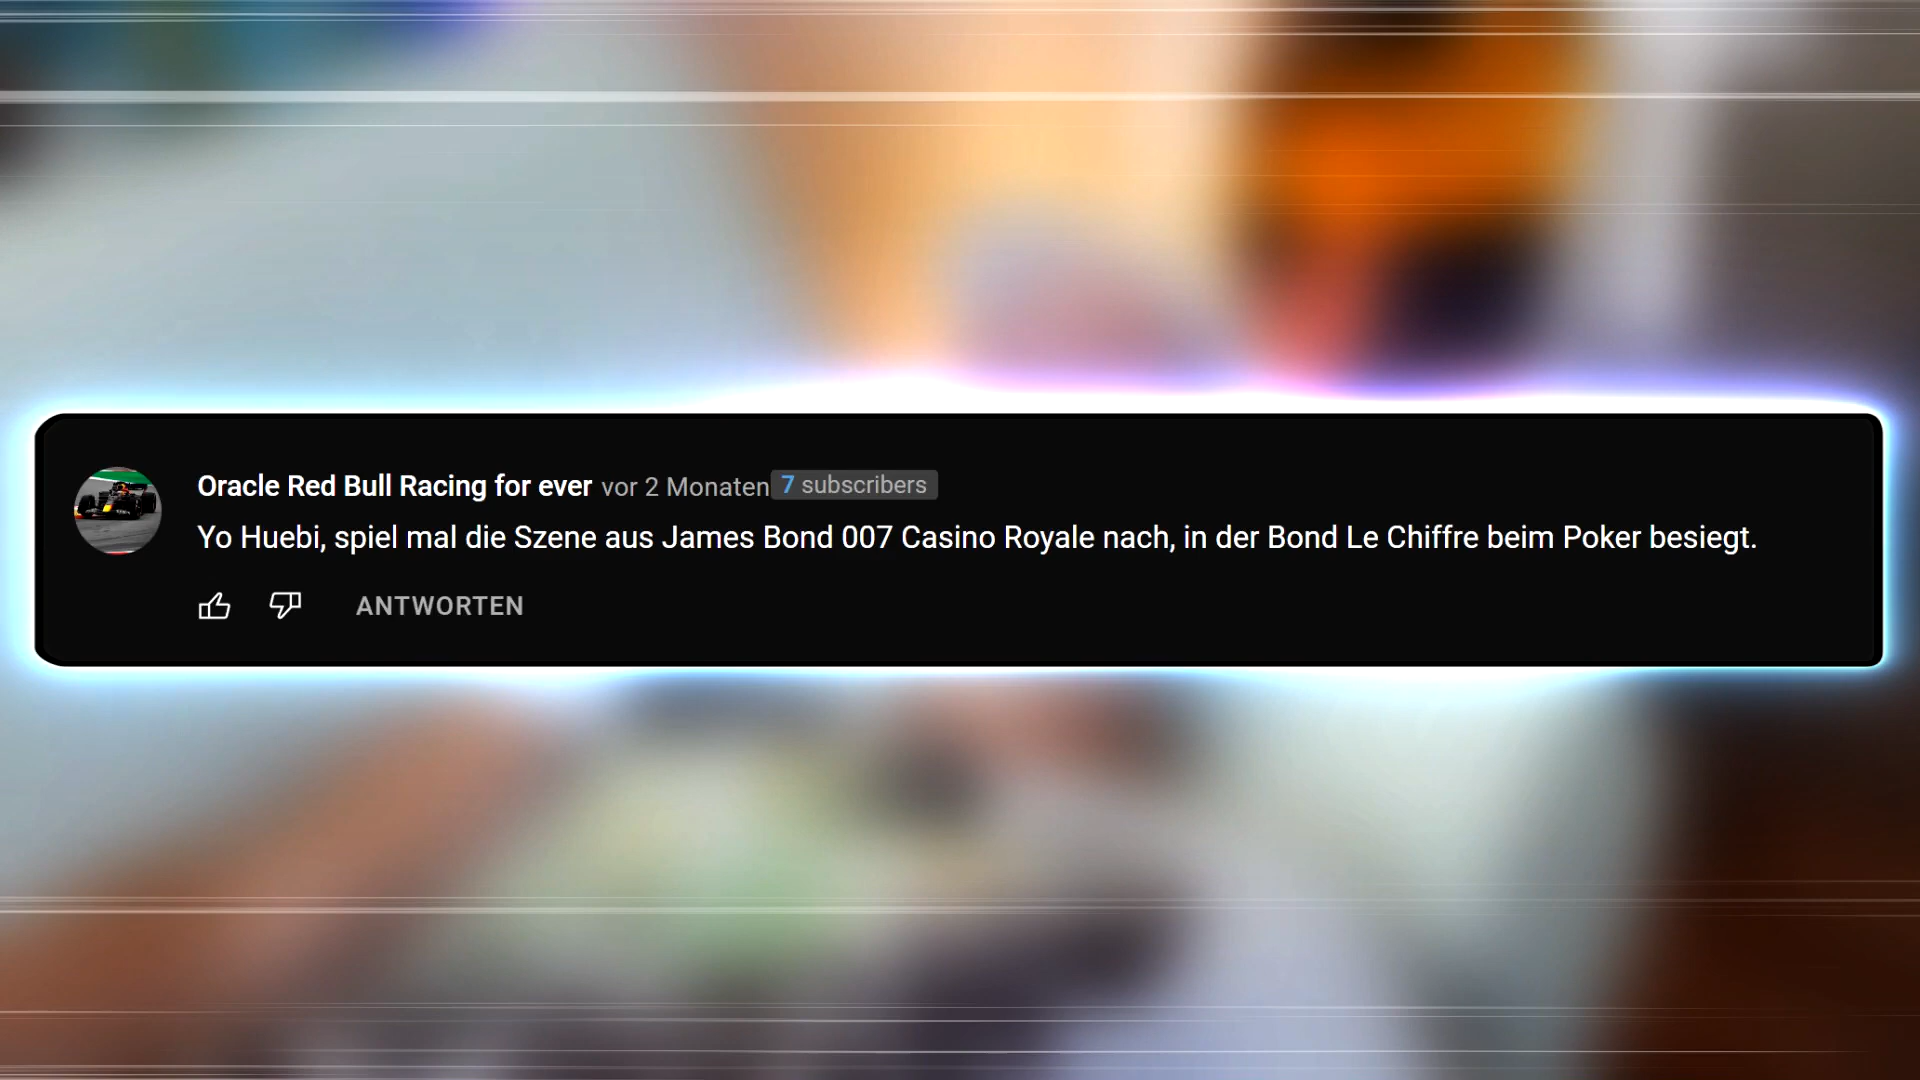 Oracle Red Bull Racing for ever vor 2 Monaten 7 subscribers
Yo Huebi, spiel mal die Szene aus James Bond 007 Casino Royale nach, in der Bond Le Chiffre beim Poker besiegt.
ANTWORTEN